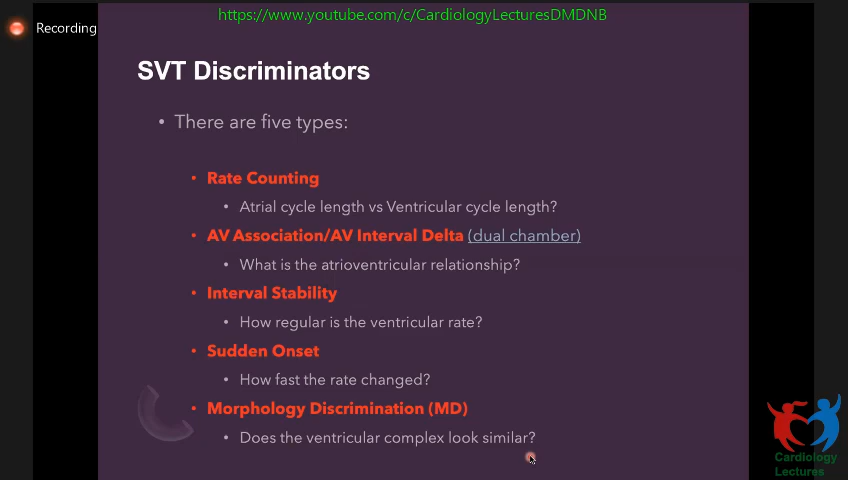 https://www.youtube.com/c/CardiologyLecturesDMDNB
Recording
SVT Discriminators
• There are five types:
• Rate Counting
• Atrial cycle length vs Ventricular cycle length?
• AV Association/AV Interval Delta (dual chamber)
• What is the atrioventricular relationship?
• Interval Stability
• How regular is the ventricular rate?
• Sudden Onset
• How fast the rate changed?
• Morphology Discrimination (MD)
• Does the ventricular complex look similar?
Cardiology
Lectures